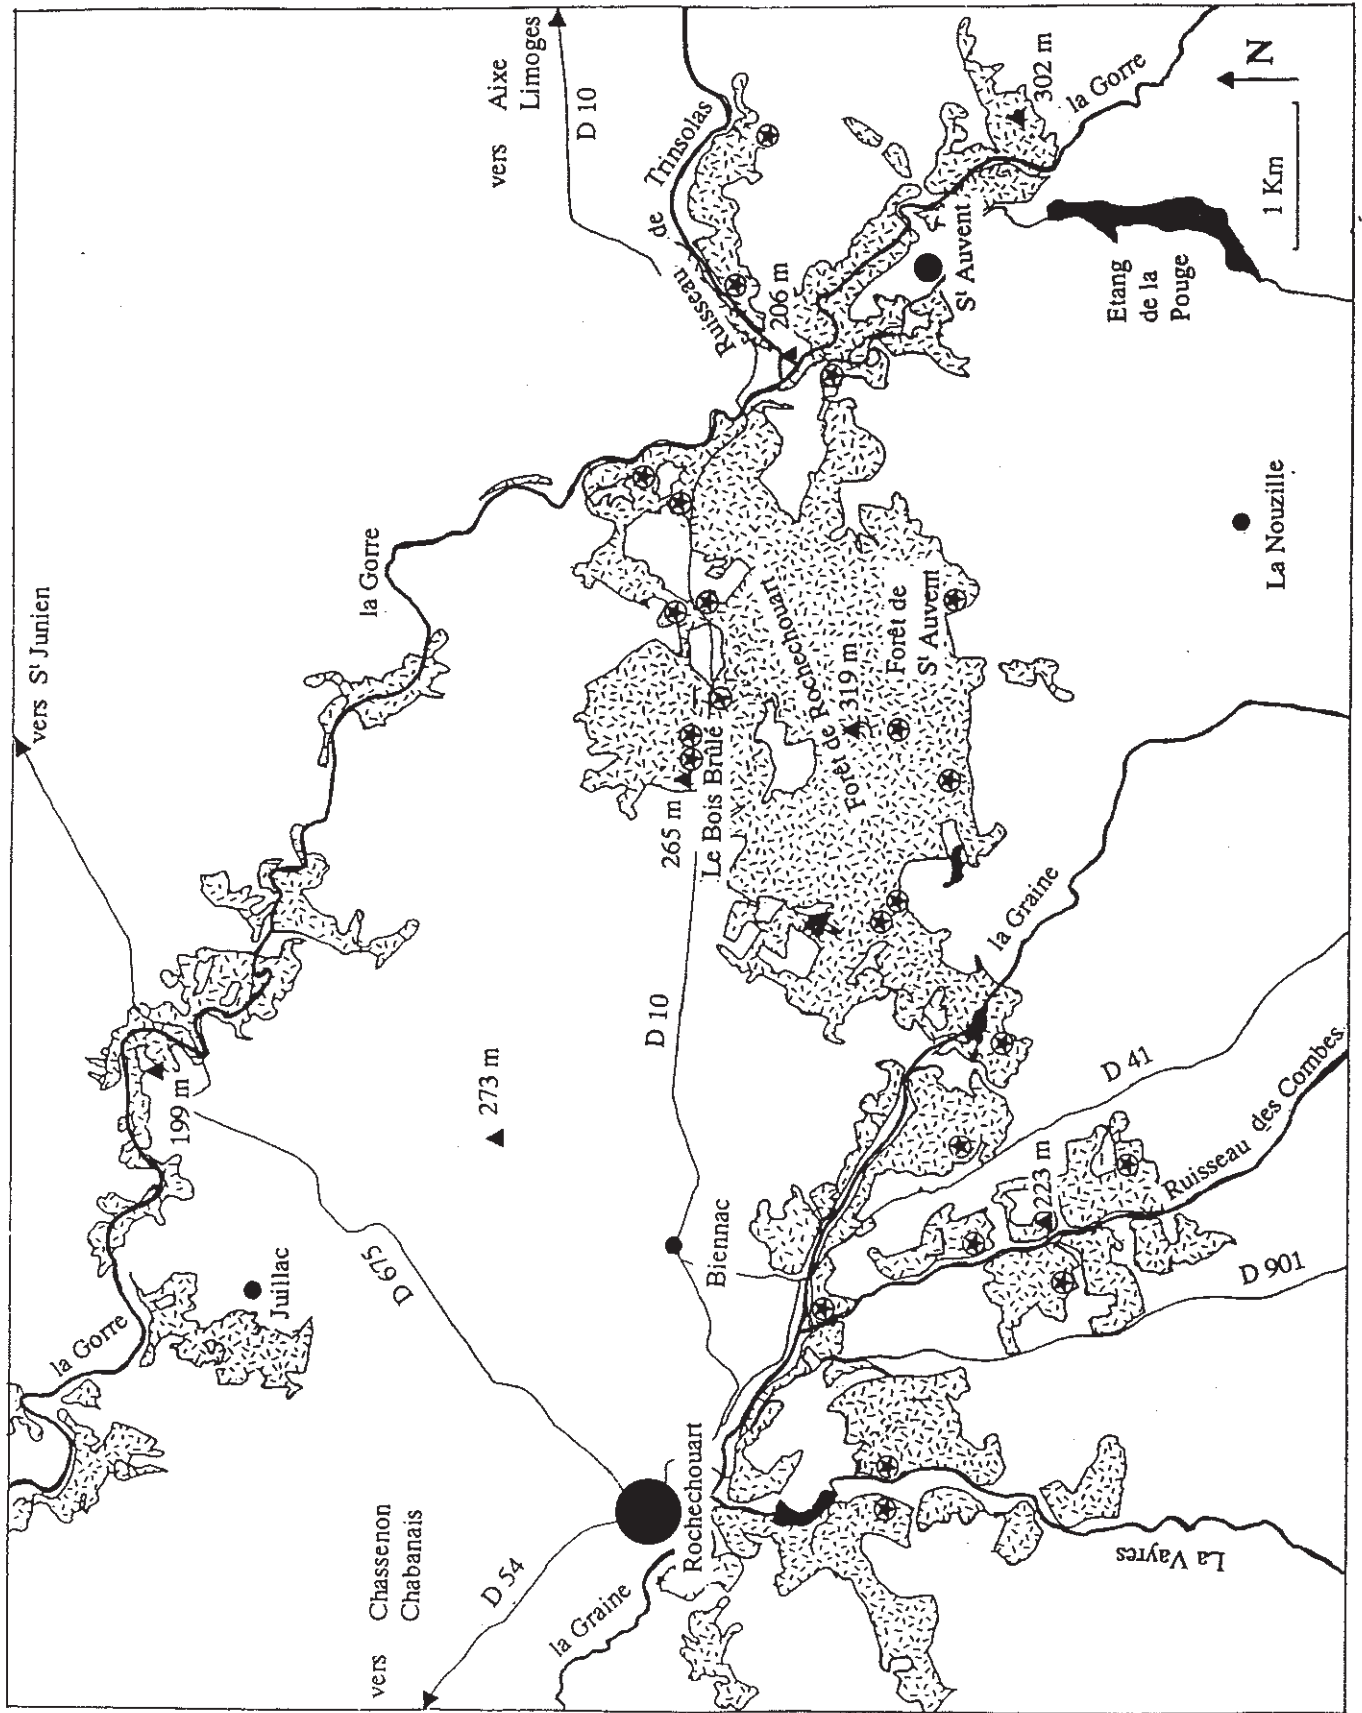 vers Chassenon
Chabanais
D 54
la Graine
Rochechouart
la Gorre
Juillac
D 675
199 m
273 m
vers St Junien
la Gorre
Biennac
D 10
265 m
Le Bois Brûlé
Forêt de Rochechouart
319 m
Forêt de
St Auvent
vers Aixe
Limoges
D 10
Ruisseau de Trinsolas
206 m
St Auvent
302 m
la Gorre
Etang
de la
Pouge
La Nouzille
la Graine
D 41
223 m
Ruisseau des Combes
D 901
La Vayres
1 Km
N